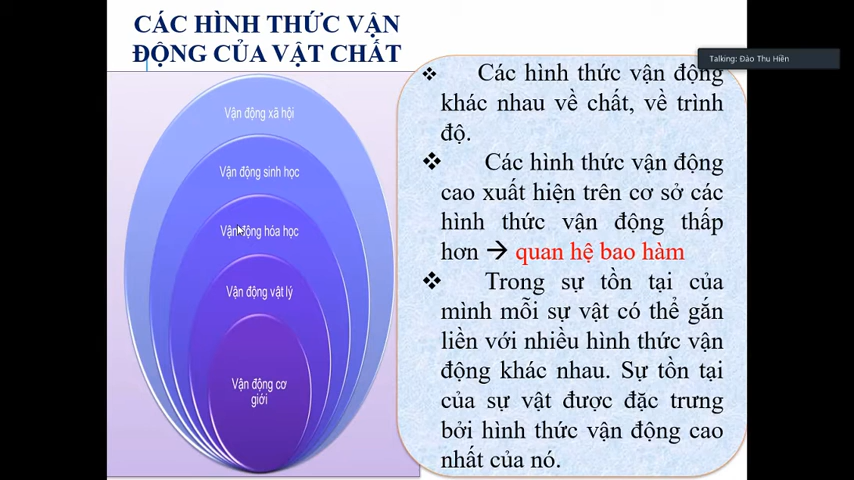 CÁC HÌNH THỨC VẬN
ĐỘNG CỦA VẬT CHẤT
Vận động xã hội
Vận động sinh học
Vận động hóa học
Vận động vật lý
Vận động cơ
giới
Talking: Đào Thu Hiền
❖ Các hình thức vận động
khác nhau về chất, về trình
độ.
❖ Các hình thức vận động
cao xuất hiện trên cơ sở các
hình thức vận động thấp
hơn → quan hệ bao hàm
❖ Trong sự tồn tại của
mình mỗi sự vật có thể gắn
liền với nhiều hình thức vận
động khác nhau. Sự tồn tại
của sự vật được đặc trưng
bởi hình thức vận động cao
nhất của nó.